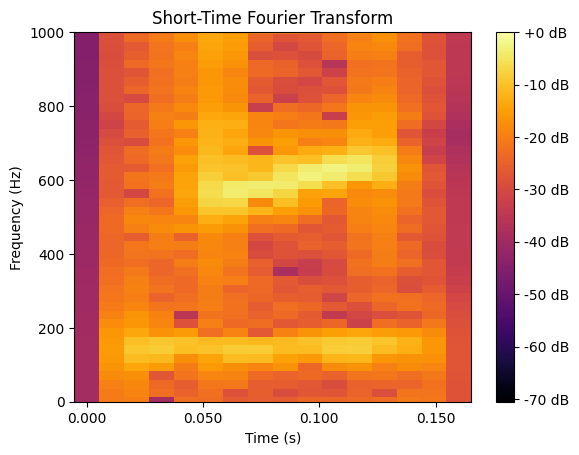 Short-Time Fourier Transform
1000
800
600
400
200
0
Frequency (Hz)
0.000
0.050
0.100
0.150
Time (s)
+0 dB
-10 dB
-20 dB
-30 dB
-40 dB
-50 dB
-60 dB
-70 dB